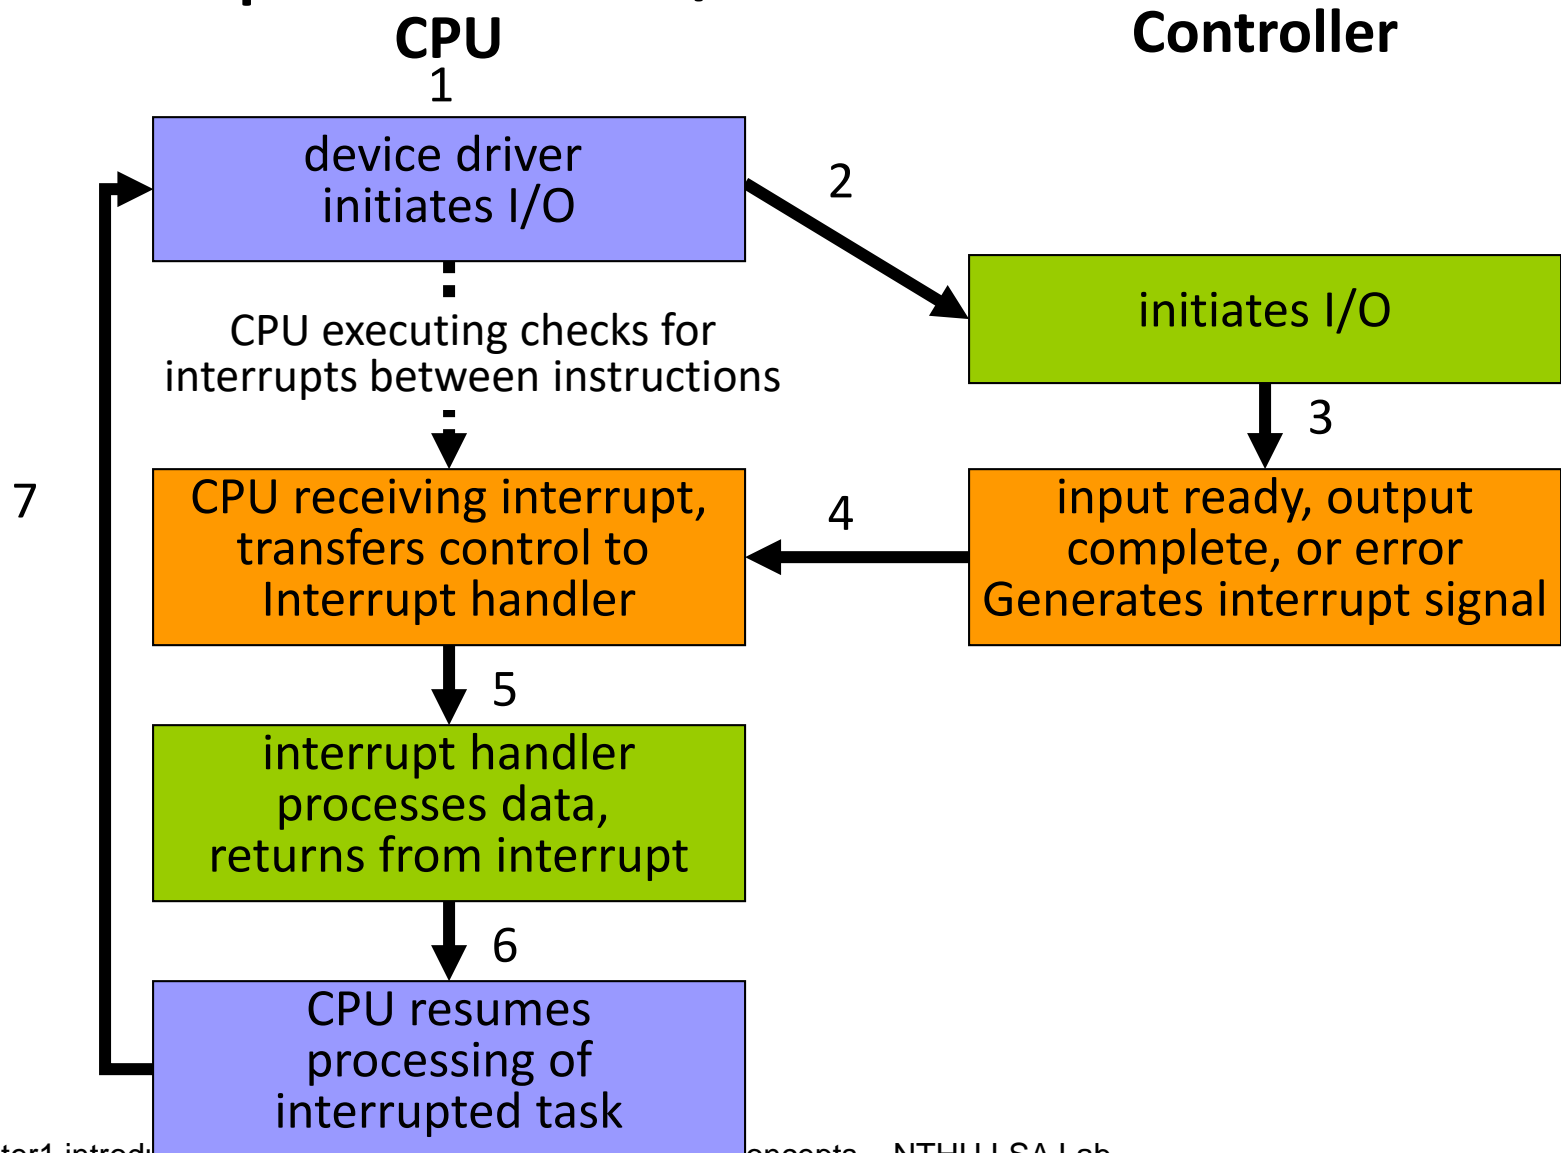 CPU
Controller
1
device driver
initiates I/O
2
initiates I/O
CPU executing checks for
interrupts between instructions
3
7
CPU receiving interrupt,
transfers control to
Interrupt handler
4
input ready, output
complete, or error
Generates interrupt signal
5
interrupt handler
processes data,
returns from interrupt
6
CPU resumes
processing of
interrupted task
NTHU LSA Lab